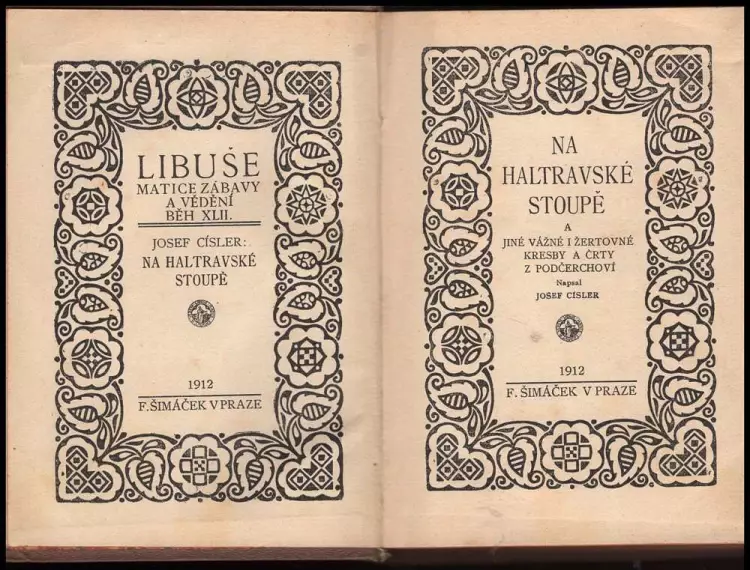 LIBUŠE
MATICE ZÁBAVY
A VĚDĚNÍ
BĚH XLII.
JOSEF CÍSLER:
NA HALTRAVSKÉ
STOUPĚ
1912
F. ŠIMÁČEK V PRAZE
NA
HALTRAVSKÉ
STOUPĚ
A
JINÉ VÁŽNÉ I ŽERTOVNÉ
KRESBY A ČRTY
Z PODČERCHOVÍ
Napsal
JOSEF CÍSLER
1912
F. ŠIMÁČEK V PRAZE